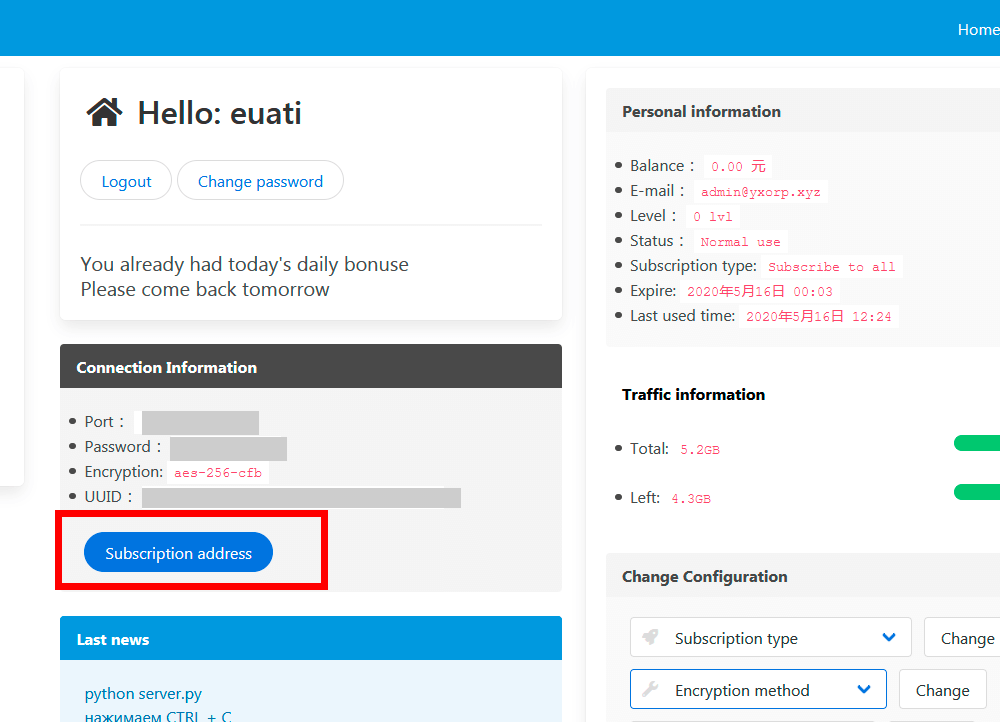 Home
Hello: euati
Logout
Change password
You already had today's daily bonuse
Please come back tomorrow
Connection Information
Port：
Password：
Encryption: aes-256-cfb
UUID：
Subscription address
Last news
python server.py
нажимаем CTRL + C
Personal information
Balance： 0.00 元
E-mail： admin@yxorp.xyz
Level： 0 lvl
Status： Normal use
Subscription type: Subscribe to all
Expire: 2020年5月16日 00:03
Last used time: 2020年5月16日 12:24
Traffic information
Total: 5.2GB
Left: 4.3GB
Change Configuration
Subscription type
Change
Encryption method
Change